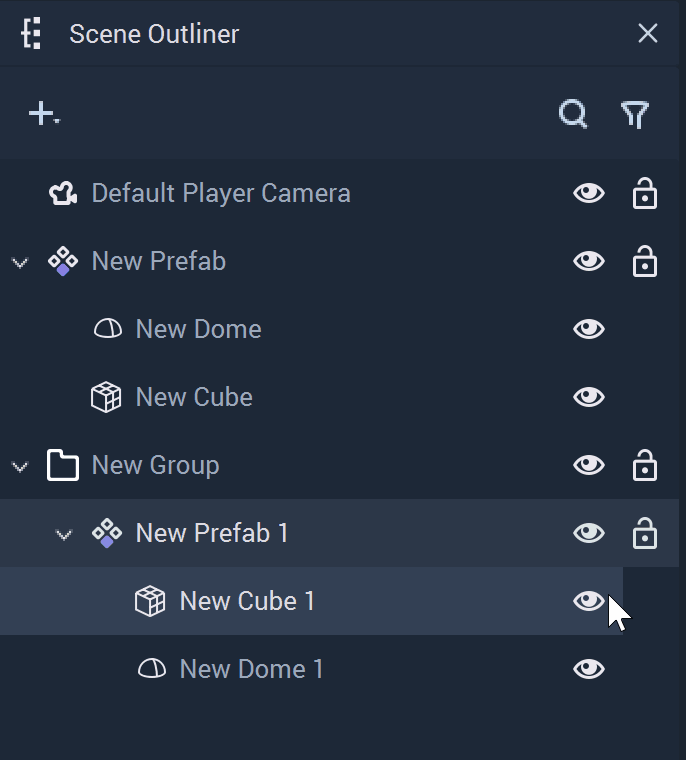 Scene Outliner
Default Player Camera
New Prefab
New Dome
New Cube
New Group
New Prefab 1
New Cube 1
New Dome 1